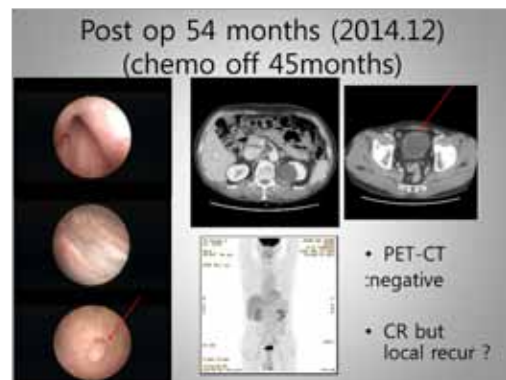 Post op 54 months (2014.12)
(chemo off 45months)
• PET-CT
:negative
• CR but
local recur ?